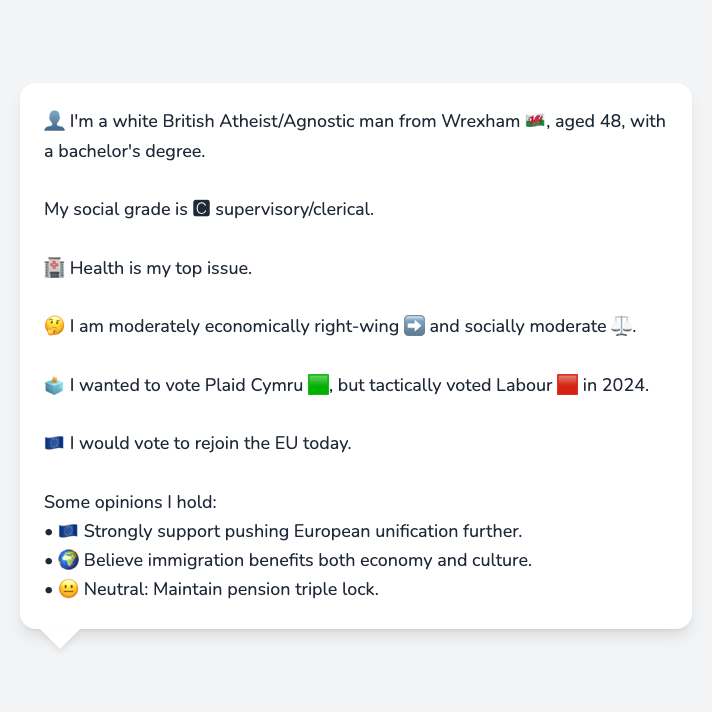 👤 I'm a white British Atheist/Agnostic man from Wrexham 🏴󠁧󠁢󠁷󠁬󠁳󠁿, aged 48, with
a bachelor's degree.
My social grade is 🅲 supervisory/clerical.
🏥 Health is my top issue.
🤔 I am moderately economically right-wing ➡️ and socially moderate ⚖️.
🗳️ I wanted to vote Plaid Cymru 🟩, but tactically voted Labour 🟥 in 2024.
🇪🇺 I would vote to rejoin the EU today.
Some opinions I hold:
• 🇪🇺 Strongly support pushing European unification further.
• 🌍 Believe immigration benefits both economy and culture.
• 😐 Neutral: Maintain pension triple lock.